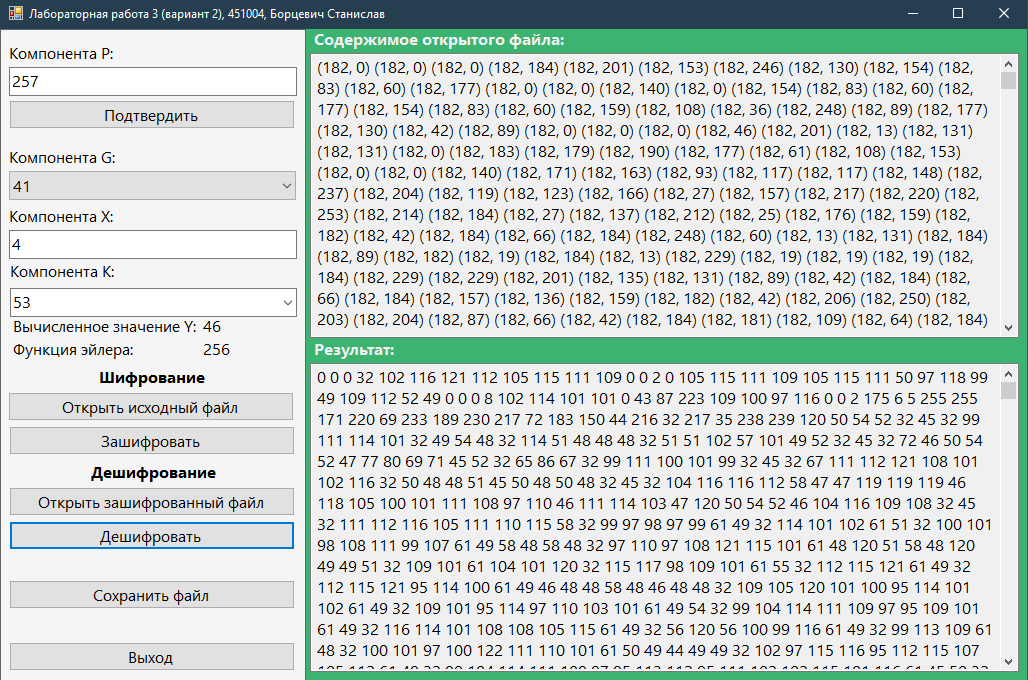 Лабораторная работа 3 (вариант 2), 451004, Борцевич Станислав
Компонента P:
257
Подтвердить
Компонента G:
41
Компонента X:
4
Компонента K:
53
Вычисленное значение Y: 46
Функция эйлера: 256
Шифрование
Открыть исходный файл
Зашифровать
Дешифрование
Открыть зашифрованный файл
Дешифровать
Сохранить файл
Выход
Содержимое открытого файла:
(182, 0) (182, 0) (182, 0) (182, 184) (182, 201) (182, 153) (182, 246) (182, 130) (182, 154) (182,
83) (182, 60) (182, 177) (182, 0) (182, 0) (182, 140) (182, 0) (182, 154) (182, 83) (182, 60) (182,
177) (182, 154) (182, 83) (182, 60) (182, 159) (182, 108) (182, 36) (182, 248) (182, 89) (182, 177)
(182, 130) (182, 42) (182, 89) (182, 0) (182, 0) (182, 0) (182, 46) (182, 201) (182, 13) (182, 131)
(182, 131) (182, 0) (182, 183) (182, 179) (182, 190) (182, 177) (182, 61) (182, 108) (182, 153)
(182, 0) (182, 0) (182, 140) (182, 171) (182, 163) (182, 93) (182, 117) (182, 117) (182, 148) (182,
237) (182, 204) (182, 119) (182, 123) (182, 166) (182, 27) (182, 157) (182, 217) (182, 220) (182,
253) (182, 214) (182, 184) (182, 27) (182, 137) (182, 212) (182, 25) (182, 176) (182, 159) (182,
182) (182, 42) (182, 184) (182, 66) (182, 184) (182, 248) (182, 60) (182, 13) (182, 131) (182, 184)
(182, 89) (182, 182) (182, 19) (182, 184) (182, 13) (182, 229) (182, 19) (182, 19) (182, 19) (182,
184) (182, 229) (182, 229) (182, 201) (182, 135) (182, 131) (182, 89) (182, 42) (182, 184) (182,
66) (182, 184) (182, 157) (182, 136) (182, 159) (182, 182) (182, 42) (182, 206) (182, 250) (182,
203) (182, 204) (182, 87) (182, 66) (182, 42) (182, 184) (182, 181) (182, 109) (182, 64) (182, 184)
Результат:
0 0 0 32 102 116 121 112 105 115 111 109 0 0 2 0 105 115 111 109 105 115 111 50 97 118 99
49 109 112 52 49 0 0 0 8 102 114 101 101 0 43 87 223 109 100 97 116 0 0 2 175 6 5 255 255
171 220 69 233 189 230 217 72 183 150 44 216 32 217 35 238 239 120 50 54 52 32 45 32 99
111 114 101 32 49 54 48 32 114 51 48 48 48 32 51 51 102 57 101 49 52 32 45 32 72 46 50 54
52 47 77 80 69 71 45 52 32 65 86 67 32 99 111 100 101 99 32 45 32 67 111 112 121 108 101
102 116 32 50 48 48 51 45 50 48 50 48 32 45 32 104 116 116 112 58 47 47 119 119 119 46
118 105 100 101 111 108 97 110 46 111 114 103 47 120 50 54 52 46 104 116 109 108 32 45
32 111 112 116 105 111 110 115 58 32 99 97 98 97 99 61 49 32 114 101 102 61 51 32 100 101
98 108 111 99 107 61 49 58 48 58 48 32 97 110 97 108 121 115 101 61 48 120 51 58 48 120
49 49 51 32 109 101 61 104 101 120 32 115 117 98 109 101 61 55 32 112 115 121 61 49 32
112 115 121 95 114 100 61 49 46 48 48 58 48 46 48 48 32 109 105 120 101 100 95 114 101
102 61 49 32 109 101 95 114 97 110 103 101 61 49 54 32 99 104 114 111 109 97 95 109 101
61 49 32 116 114 101 108 108 105 115 61 49 32 56 120 56 100 99 116 61 49 32 99 113 109 61
48 32 100 101 97 100 122 111 110 101 61 50 49 44 49 49 32 102 97 115 116 95 112 115 107